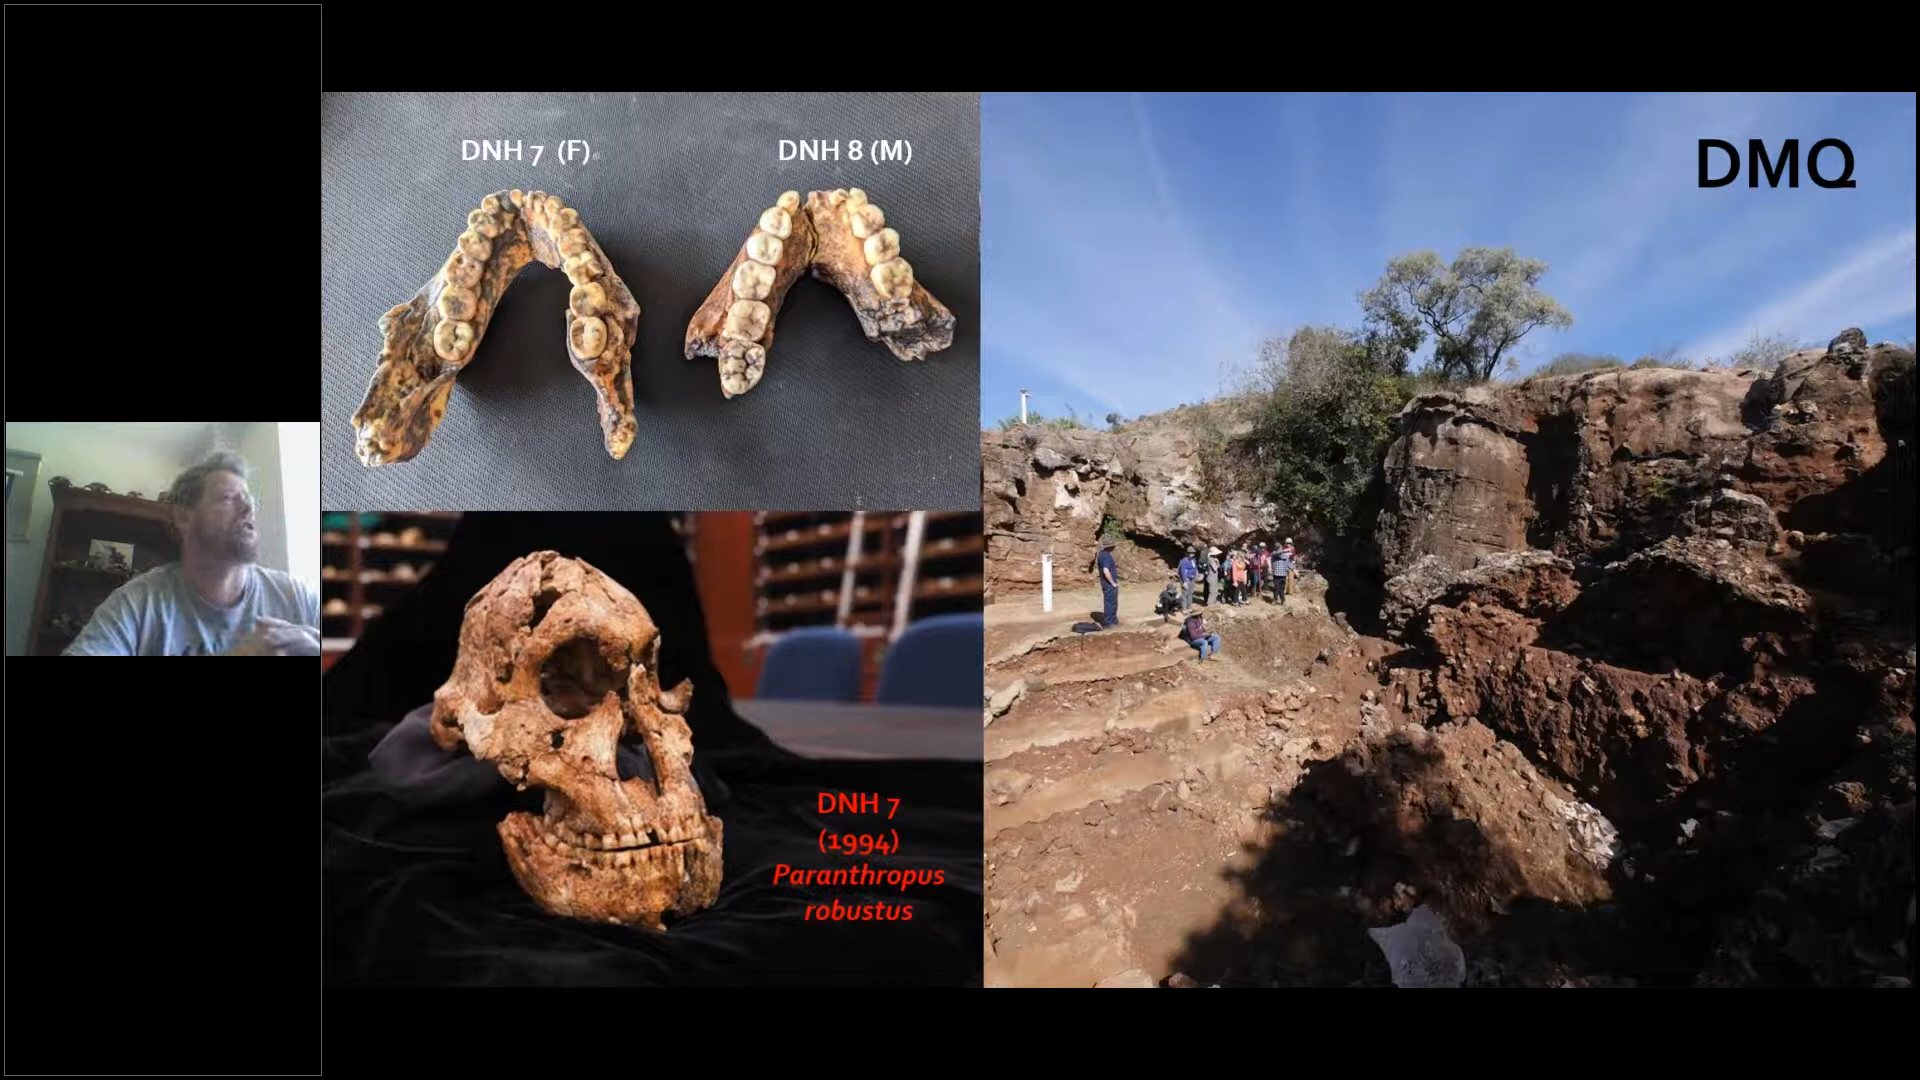 DNH 7 (F)
DNH 8 (M)
DMQ
DNH 7
(1994)
Paranthropus
robustus